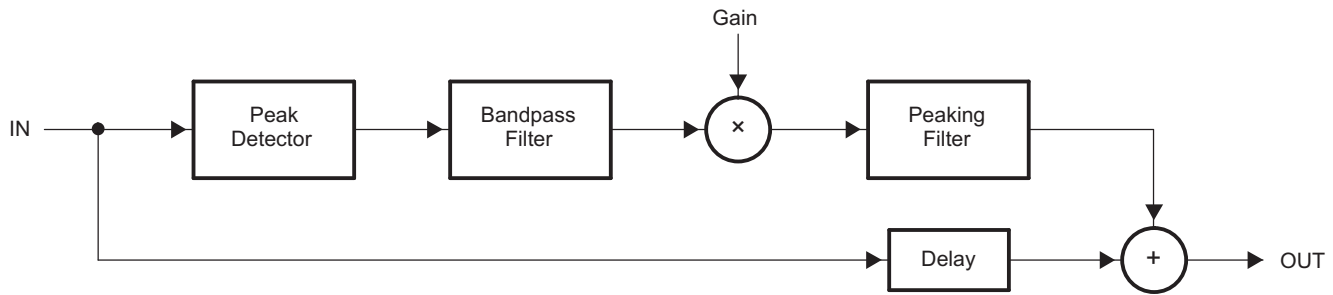 Gain
IN
Peak
Detector
Bandpass
Filter
×
Peaking
Filter
Delay
+
OUT